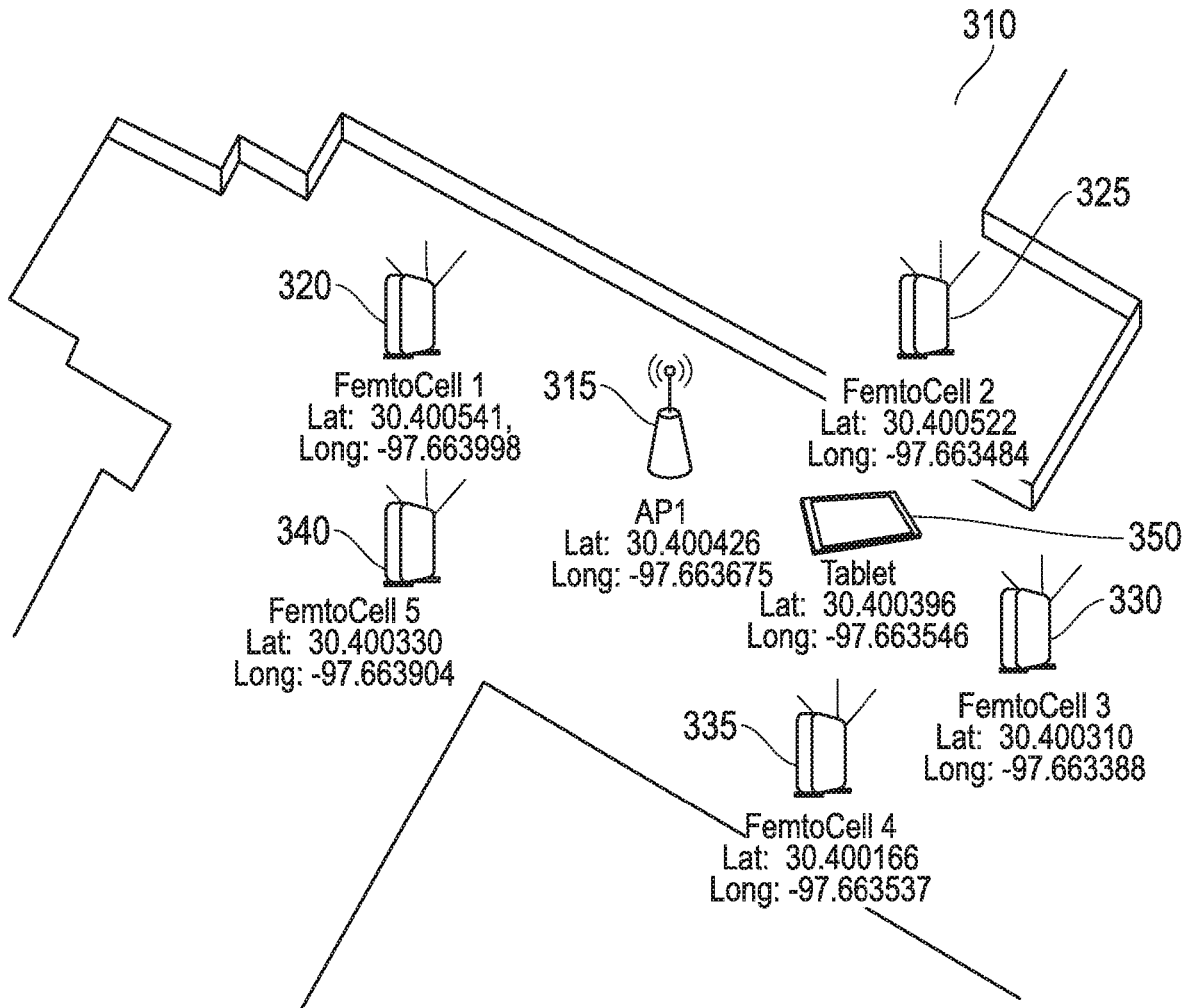 310
325
320
FemtoCell 1
Lat: 30.400541,
Long: -97.663998
315
FemtoCell 2
Lat: 30.400522
Long: -97.663484
340
FemtoCell 5
Lat: 30.400330
Long: -97.663904
AP1
Lat: 30.400426
Long: -97.663675
350
Tablet
Lat: 30.400396
Long: -97.663546
330
FemtoCell 3
Lat: 30.400310
Long: -97.663388
335
FemtoCell 4
Lat: 30.400166
Long: -97.663537